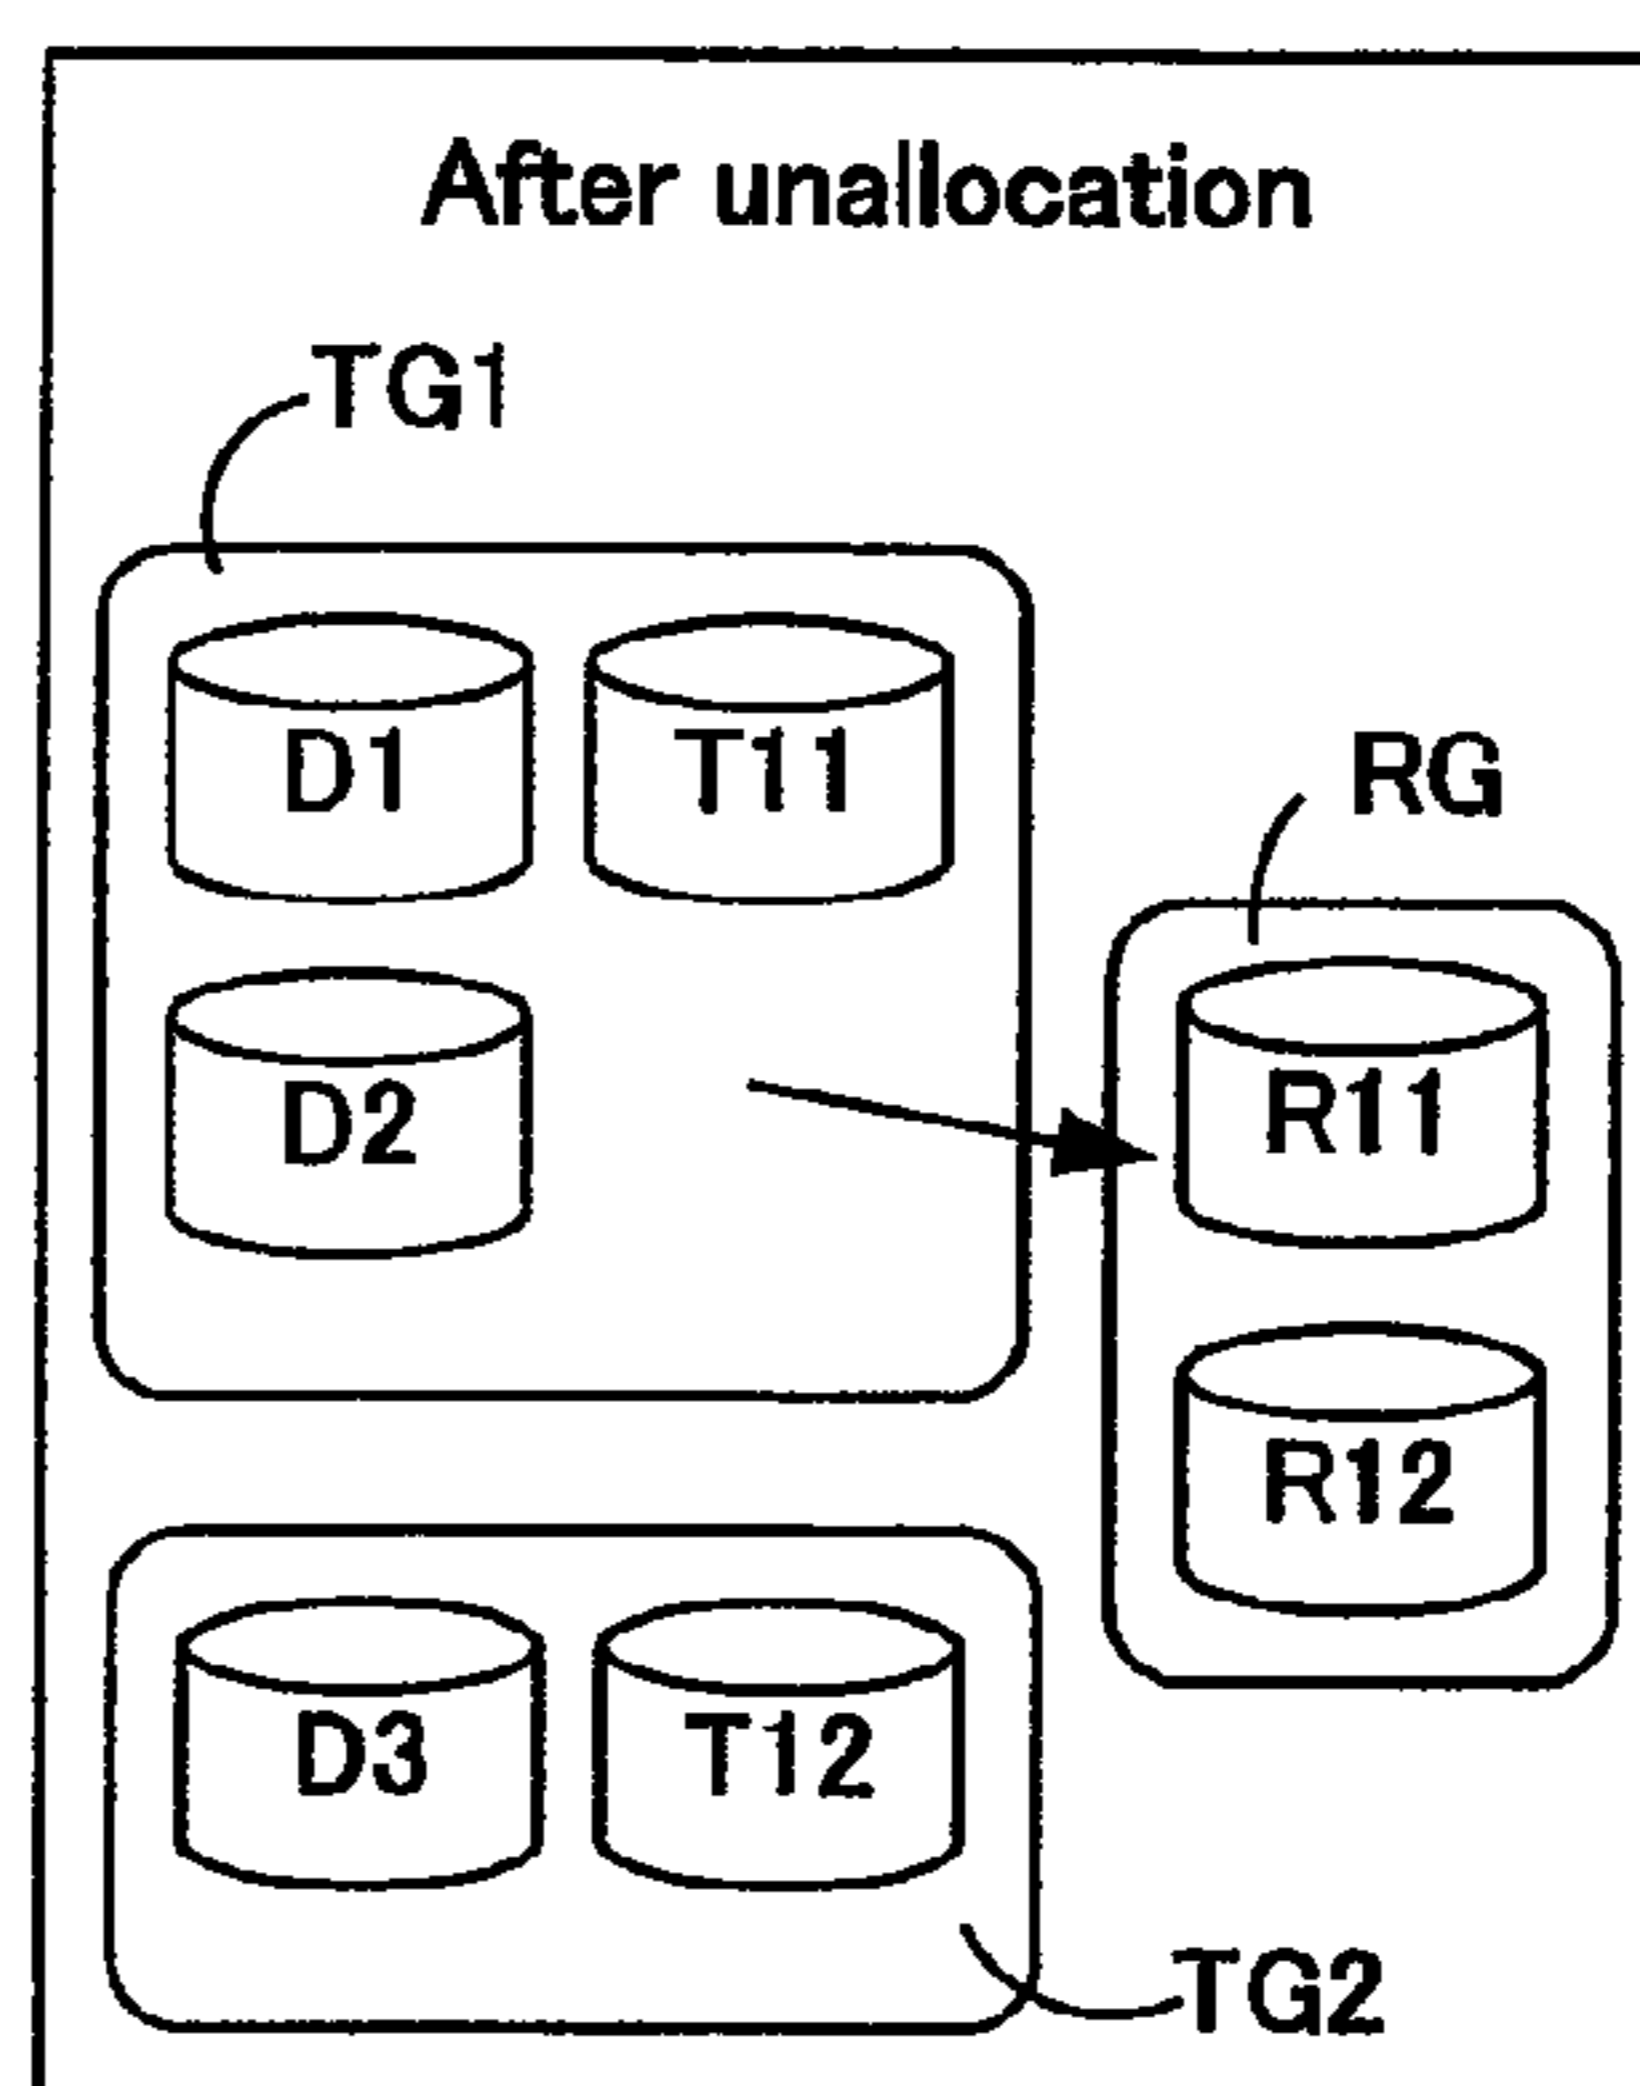 After unallocation
TG1
D1
T11
RG
D2
R11
R12
D3
T12
TG2